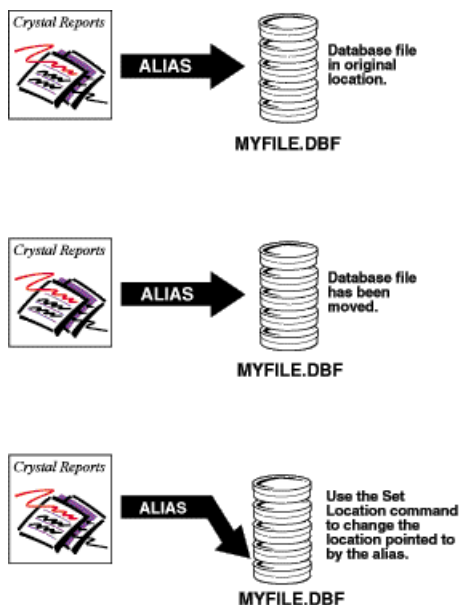 Crystal Reports
ALIAS
Database file
in original
location.
MYFILE.DBF
Crystal Reports
ALIAS
Database file
has been
moved.
MYFILE.DBF
Crystal Reports
ALIAS
Use the Set
Location command
to change the
location pointed to
by the alias.
MYFILE.DBF